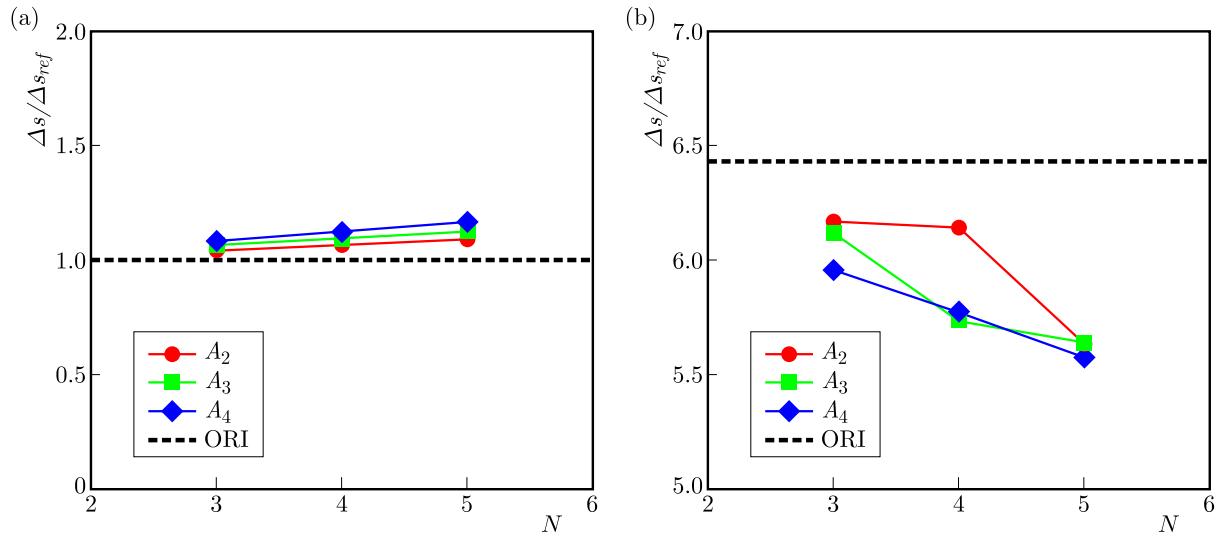 (a)
Δs/Δs_ref
2.0
1.5
1.0
0.5
0
2 3 4 5 6
N
A_2
A_3
A_4
ORI
(b)
Δs/Δs_ref
7.0
6.5
6.0
5.5
5.0
2 3 4 5 6
N
A_2
A_3
A_4
ORI